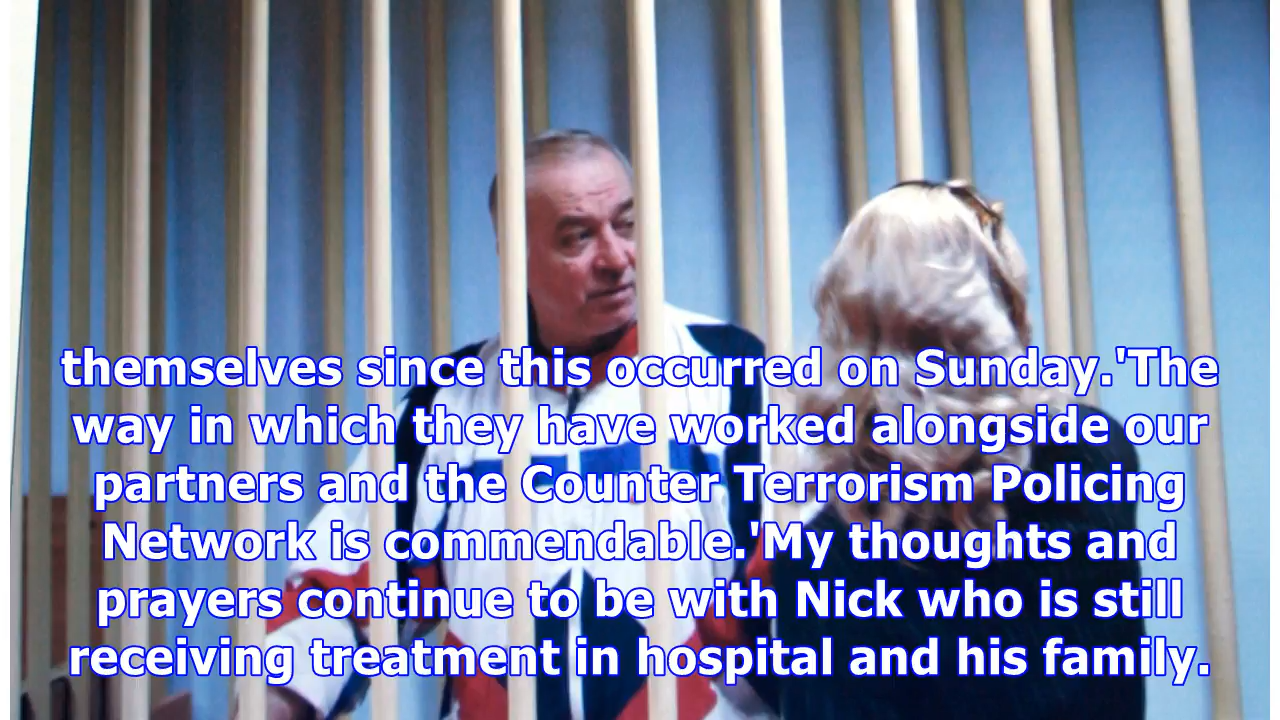 themselves since this occurred on Sunday.'The
way in which they have worked alongside our
partners and the Counter Terrorism Policing
Network is commendable.'My thoughts and
prayers continue to be with Nick who is still
receiving treatment in hospital and his family.